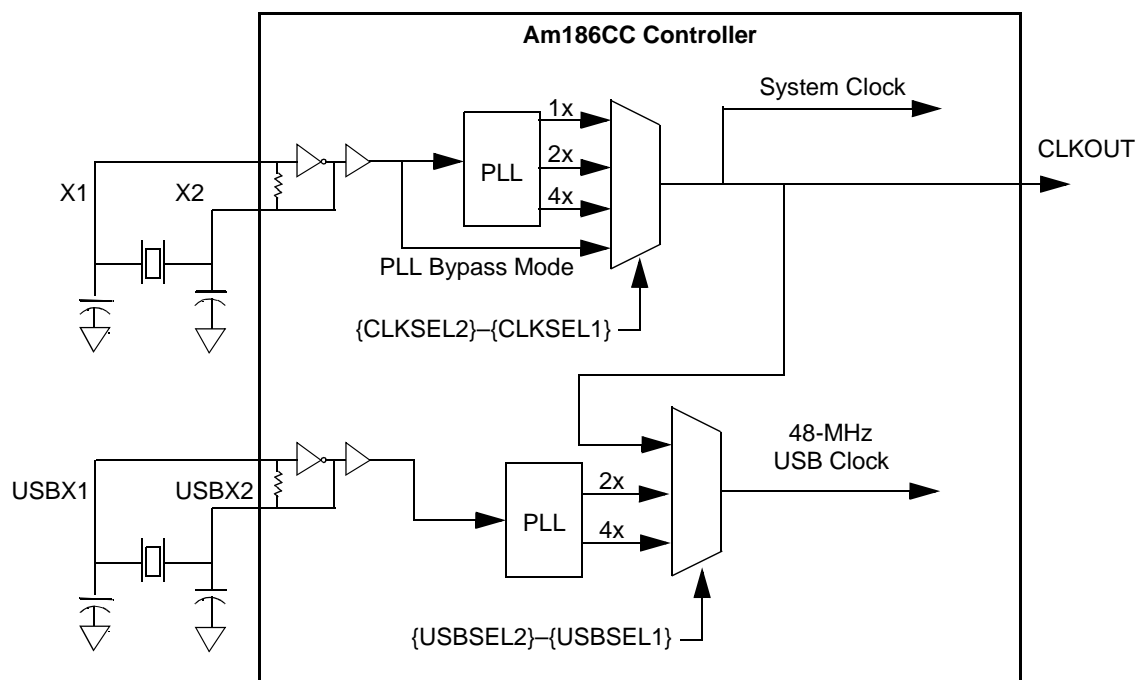 Am186CC Controller
System Clock
1x
CLKOUT
2x
PLL
X1
X2
4x
PLL Bypass Mode
{CLKSEL2}–{CLKSEL1}
48-MHz
USB Clock
USBX1
USBX2
2x
PLL
4x
{USBSEL2}–{USBSEL1}